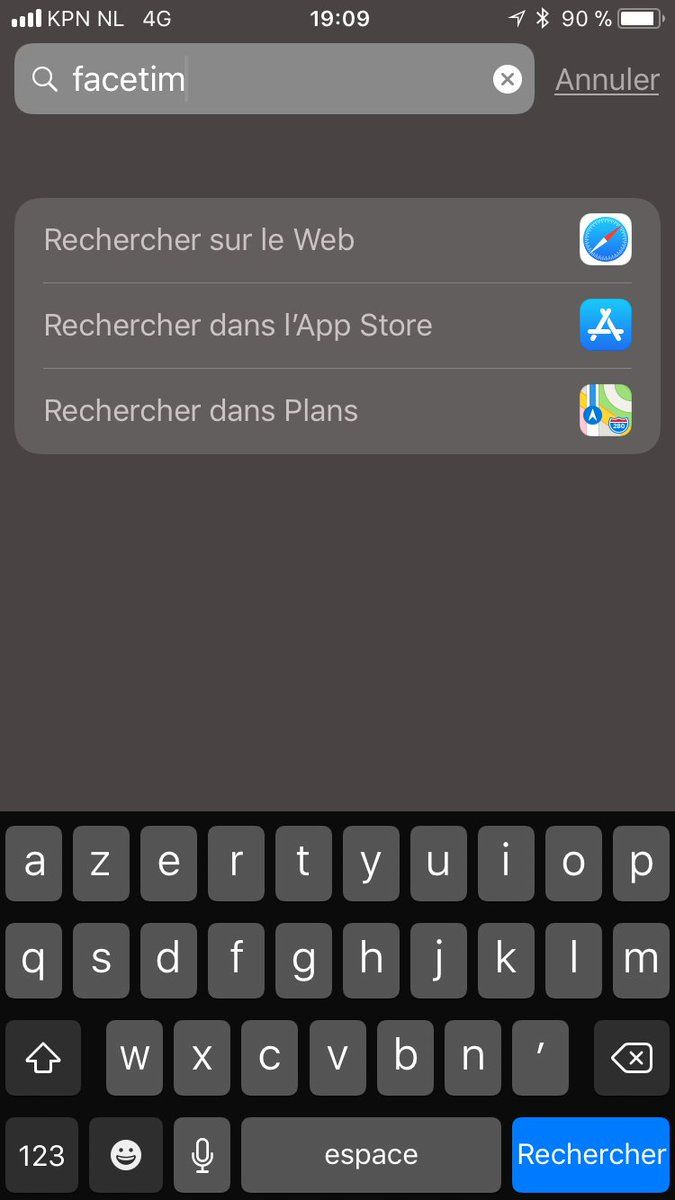 KPN NL 4G 19:09 90 %
facetim Annuler
Rechercher sur le Web
Rechercher dans l’App Store
Rechercher dans Plans
280
a z e r t y u i o p
q s d f g h j k l m
w x c v b n ’
123 espace Rechercher